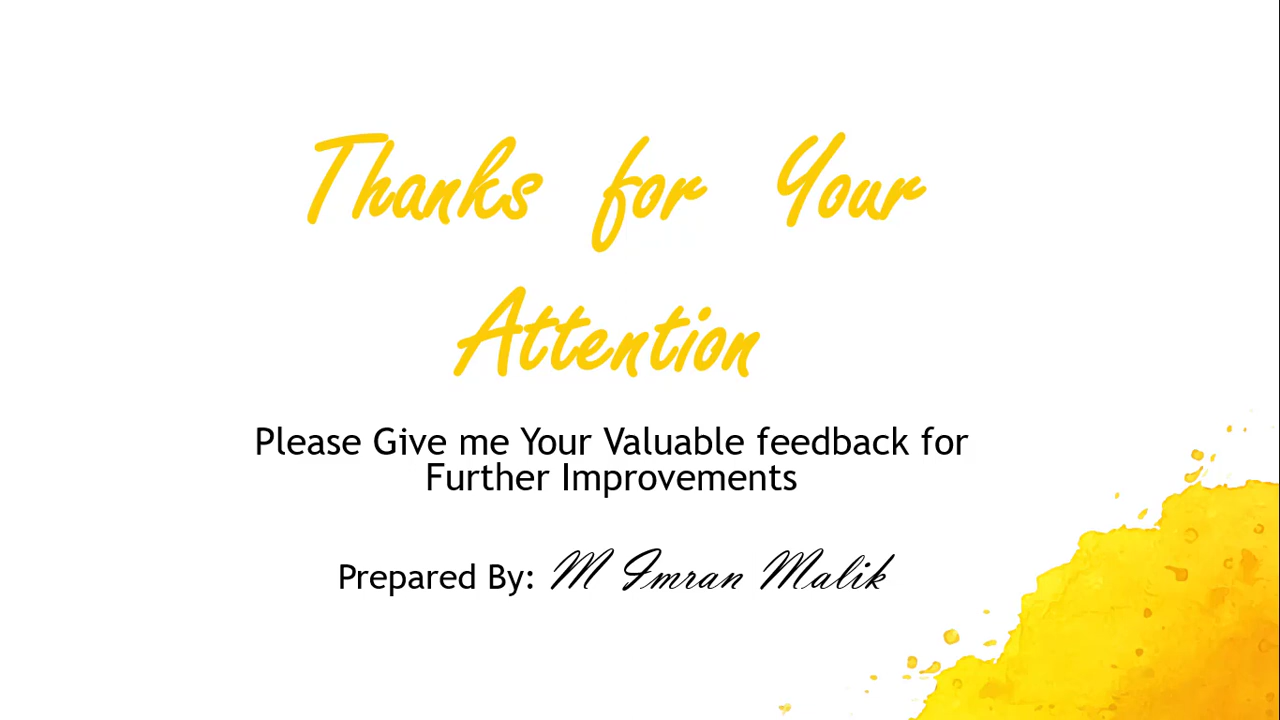 Thanks for Your
Attention
Please Give me Your Valuable feedback for
Further Improvements
Prepared By: M Imran Malik